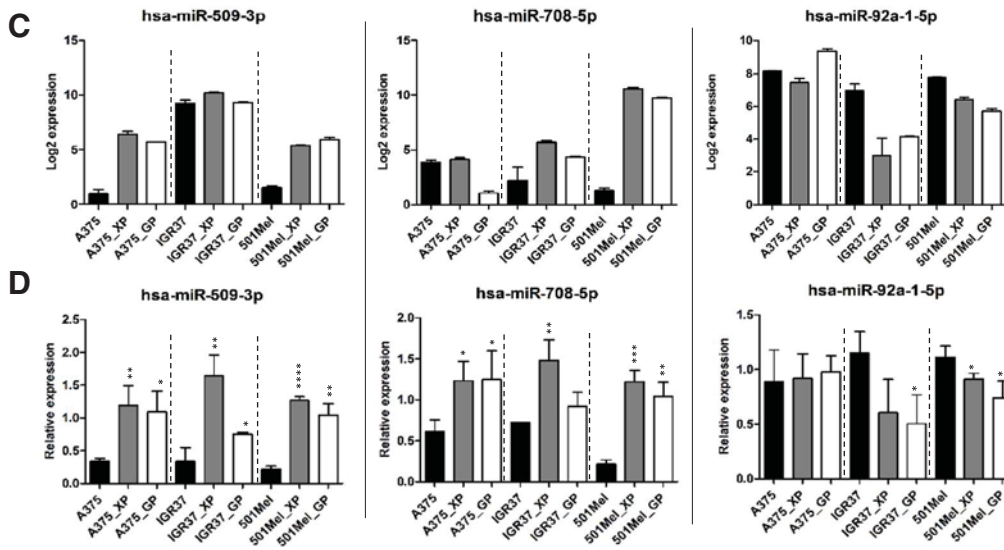 C
hsa-miR-509-3p
Log2 expression
15
10
5
0
A375
A375_XP
A375_GP
IGR37
IGR37_XP
IGR37_GP
501Mel
501Mel_XP
501Mel_GP
hsa-miR-708-5p
Log2 expression
15
10
5
0
A375
A375_XP
A375_GP
IGR37
IGR37_XP
IGR37_GP
501Mel
501Mel_XP
501Mel_GP
hsa-miR-92a-1-5p
Log2 expression
10
8
6
4
2
0
A375
A375_XP
A375_GP
IGR37
IGR37_XP
IGR37_GP
501Mel
501Mel_XP
501Mel_GP
D
hsa-miR-509-3p
Relative expression
2.0
1.5
1.0
0.5
0.0
** * ** * **** **
A375
A375_XP
A375_GP
IGR37
IGR37_XP
IGR37_GP
501Mel
501Mel_XP
501Mel_GP
hsa-miR-708-5p
Relative expression
2.0
1.5
1.0
0.5
0.0
* * ** *** **
A375
A375_XP
A375_GP
IGR37
IGR37_XP
IGR37_GP
501Mel
501Mel_XP
501Mel_GP
hsa-miR-92a-1-5p
Relative expression
1.5
1.0
0.5
0.0
* * *
A375
A375_XP
A375_GP
IGR37
IGR37_XP
IGR37_GP
501Mel
501Mel_XP
501Mel_GP